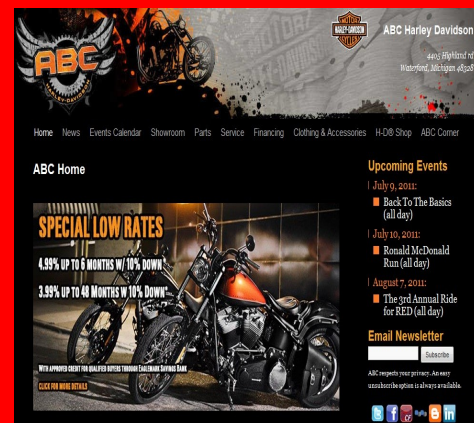 ABC
HARLEY-DAVIDSON
MOTOR
HARLEY-DAVIDSON
CYCLES
ABC Harley Davidson
4405 Highland rd
Waterford, Michigan 48328
Home News Events Calendar Showroom Parts Service Financing Clothing & Accessories H-D® Shop ABC Corner
ABC Home
SPECIAL LOW RATES
4.99% UP TO 6 MONTHS W/ 10% DOWN
3.99% UP TO 48 MONTHS W 10% DOWN
WITH APPROVED CREDIT FOR QUALIFIED BUYERS THROUGH EAGLEMARK SAVINGS BANK
CLICK FOR MORE DETAILS
Upcoming Events
July 9, 2011:
Back To The Basics
(all day)
July 10, 2011:
Ronald McDonald
Run (all day)
August 7, 2011:
The 3rd Annual Ride
for RED (all day)
Email Newsletter
Subscribe
ABC respects your privacy. An easy
unsubscribe option is always available.